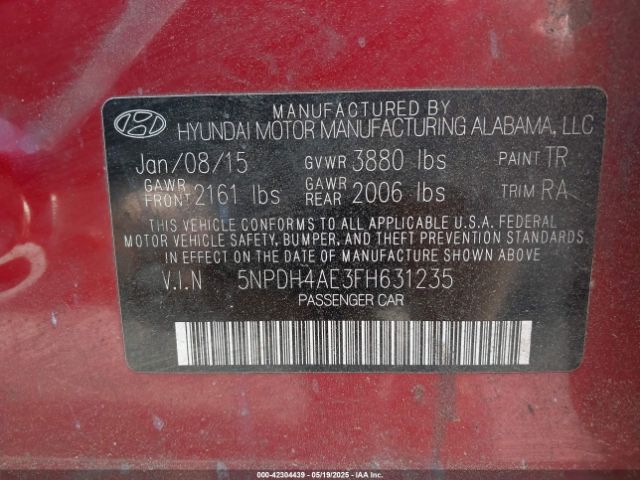 MANUFACTURED BY
HYUNDAI MOTOR MANUFACTURING ALABAMA, LLC
Jan/08/15 GVWR 3880 lbs PAINT TR
GAWR FRONT 2161 lbs GAWR REAR 2006 lbs TRIM RA
THIS VEHICLE CONFORMS TO ALL APPLICABLE U.S.A. FEDERAL
MOTOR VEHICLE SAFETY, BUMPER, AND THEFT PREVENTION STANDARDS
IN EFFECT ON THE DATE OF MANUFACTURE SHOWN ABOVE
V.I.N 5NPDH4AE3FH631235
PASSENGER CAR
000-42304439 - 05/19/2025 - IAAI.COM